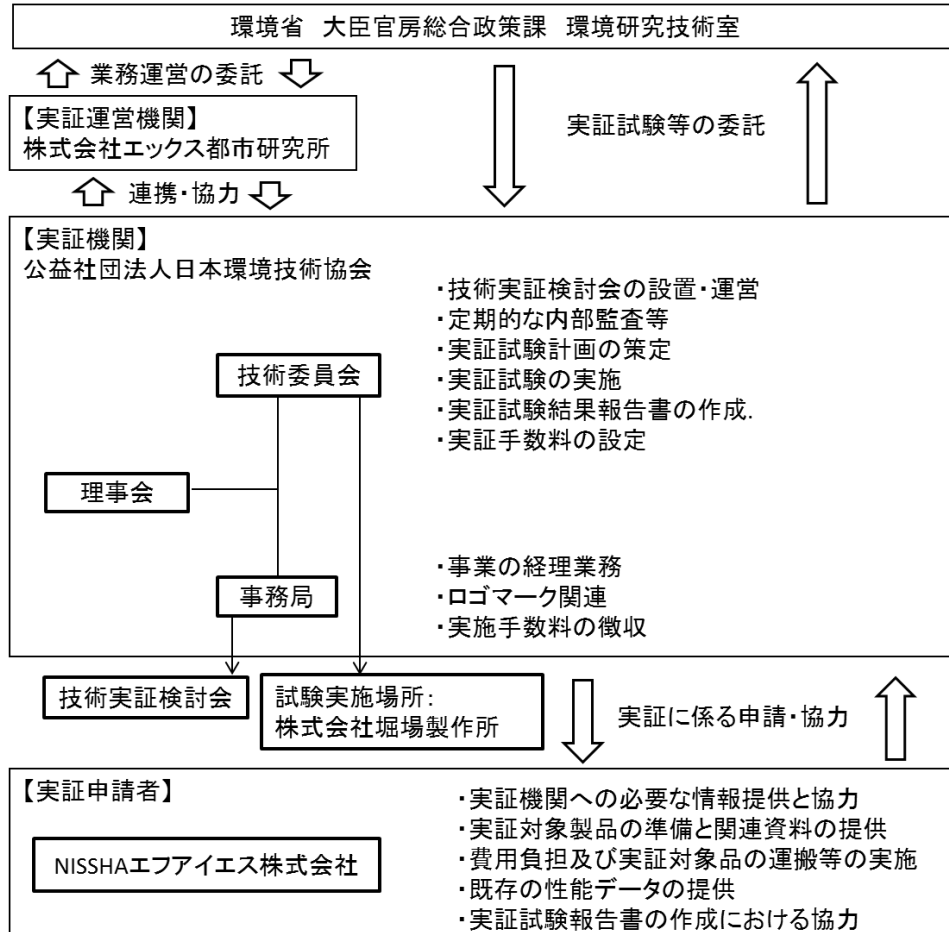 環境省 大臣官房総合政策課 環境研究技術室
業務運営の委託
【実証運営機関】
株式会社エックス都市研究所
実証試験等の委託
連携・協力
【実証機関】
公益社団法人日本環境技術協会
・技術実証検討会の設置・運営
・定期的な内部監査等
・実証試験計画の策定
・実証試験の実施
・実証試験結果報告書の作成.
・実証手数料の設定
技術委員会
理事会
事務局
・事業の経理業務
・ロゴマーク関連
・実施手数料の徴収
技術実証検討会
試験実施場所：
株式会社堀場製作所
実証に係る申請・協力
【実証申請者】
NISSHAエフアイエス株式会社
・実証機関への必要な情報提供と協力
・実証対象製品の準備と関連資料の提供
・費用負担及び実証対象品の運搬等の実施
・既存の性能データの提供
・実証試験報告書の作成における協力